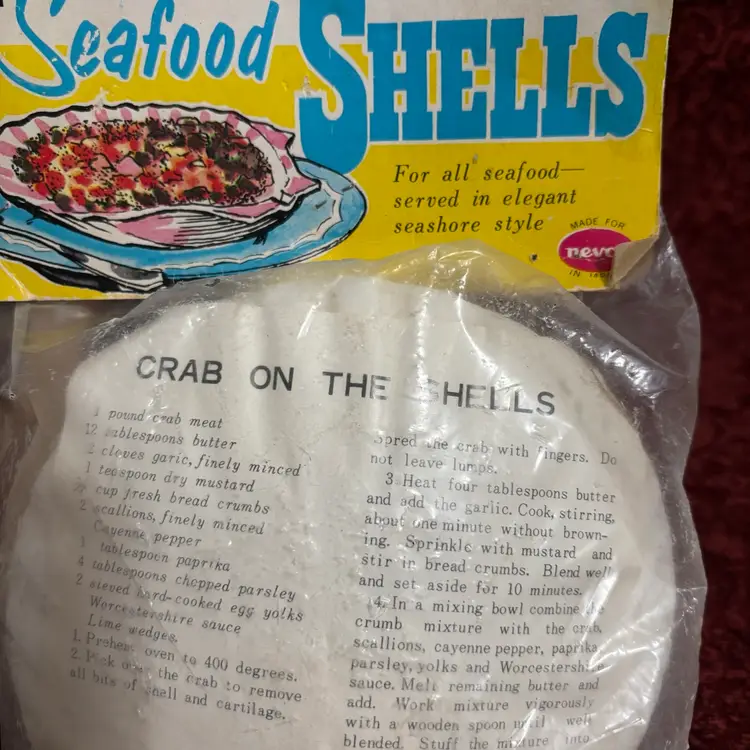 Seafood SHELLS
For all seafood—
served in elegant
seashore style
MADE FOR
CRAB ON THE SHELLS
1 pound crab meat
12 tablespoons butter
2 cloves garic, finely minced
1 teaspoon dry mustard
cup fresh bread crumbs
2 scallions, finely minced
Cayenne pepper
1 tablespoon paprika
4 tablespoons chopped parsley
2 sieved hard-cooked egg yolks
Worcestershire sauce
Lime wedges.
1. Preheat oven to 400 degrees.
2. Pick over the crab to remove
all bits of shell and cartilage.
Spred the crab with fingers. Do
not leave lumps.
3. Heat four tablespoons butter
and add the garlic. Cook, stirring,
about one minute without brown-
ing. Sprinkle with mustard and
stir in bread crumbs. Blend well
and set aside for 10 minutes.
4. In a mixing bowl combine the
crumb mixture with the crab,
scallions, cayenne pepper, paprika
parsley, yolks and Worcestershire
sauce. Melt remaining butter and
add. Work mixture vigorously
with a wooden spoon until well
blended. Stuff the mixture into